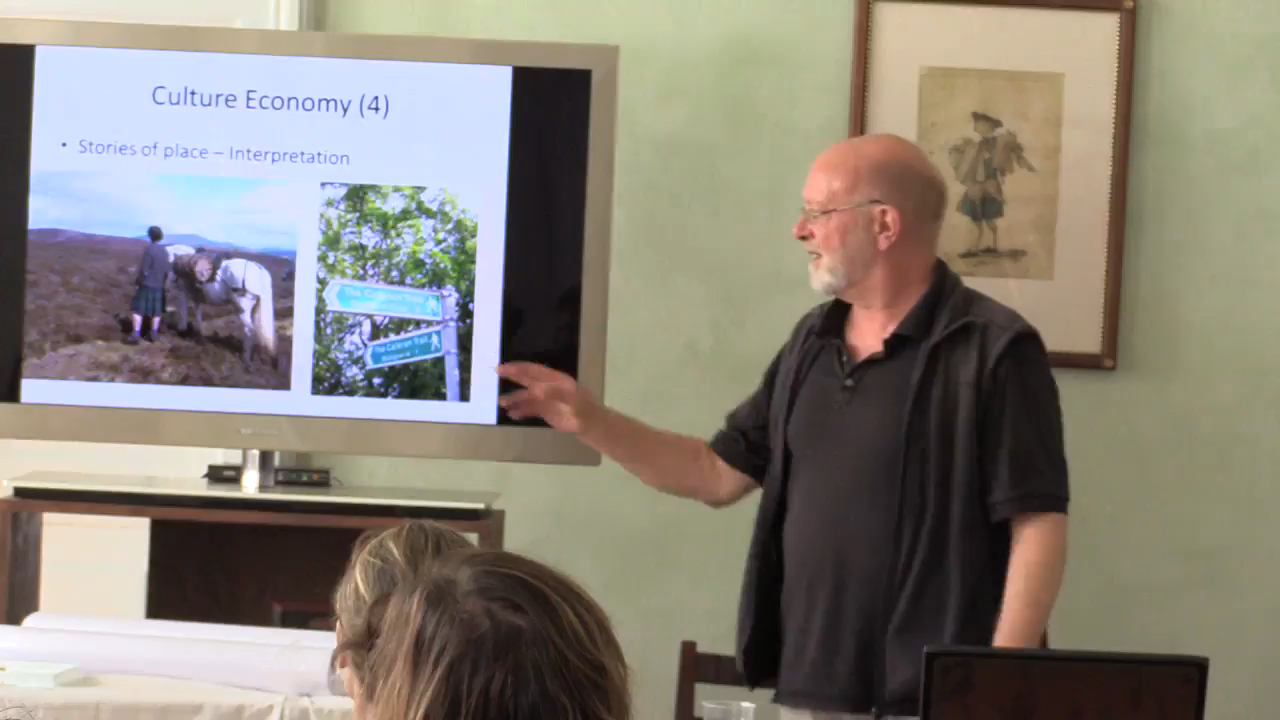 Culture Economy (4)
• Stories of place – Interpretation
The Cateran Trail
The Cateran Trail